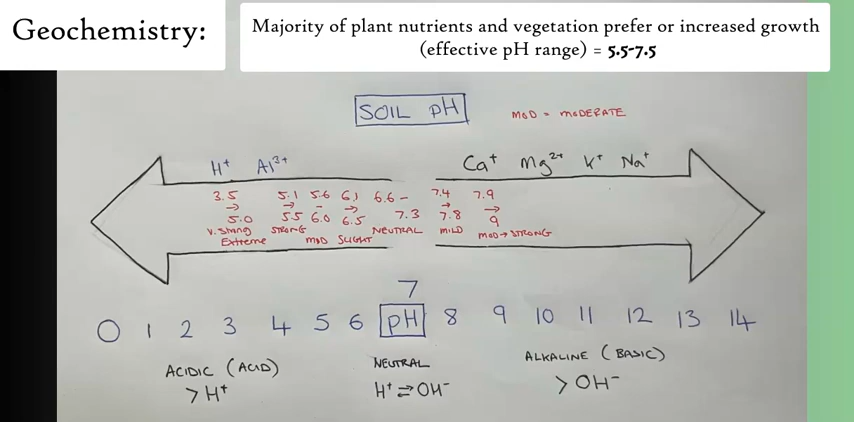 Geochemistry:
Majority of plant nutrients and vegetation prefer or increased growth
(effective pH range) = 5.5-7.5
SOIL pH
MOD = MODERATE
H⁺ Al³⁺
Ca⁺ Mg²⁺ K⁺ Na⁺
3.5 5.1 5.6 6.1 6.6 – 7.4 7.9
→ → – → → →
5.0 5.5 6.0 6.5 7.3 7.8 9
V. Strong STRONG NEUTRAL MILD MOD → STRONG
Extreme MOD SLIGHT
7
0 1 2 3 4 5 6 pH 8 9 10 11 12 13 14
ACIDIC (ACID) NEUTRAL ALKALINE (BASIC)
> H⁺ H⁺ ⇌ OH⁻ > OH⁻